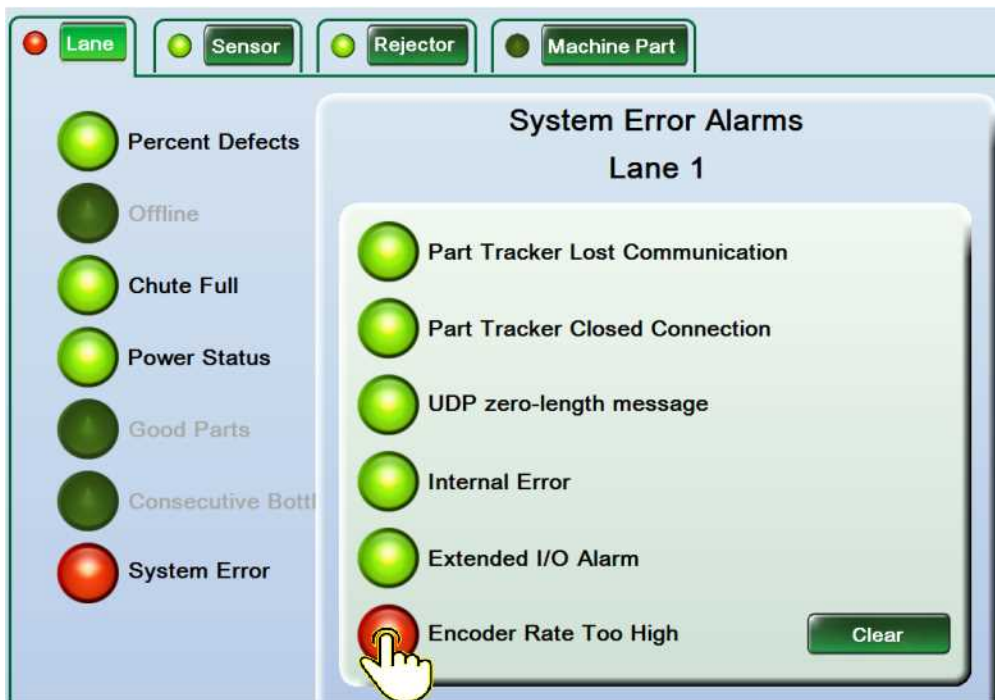 Lane
Sensor
Rejector
Machine Part
Percent Defects
Offline
Chute Full
Power Status
Good Parts
Consecutive Bottl
System Error
System Error Alarms
Lane 1
Part Tracker Lost Communication
Part Tracker Closed Connection
UDP zero-length message
Internal Error
Extended I/O Alarm
Encoder Rate Too High
Clear